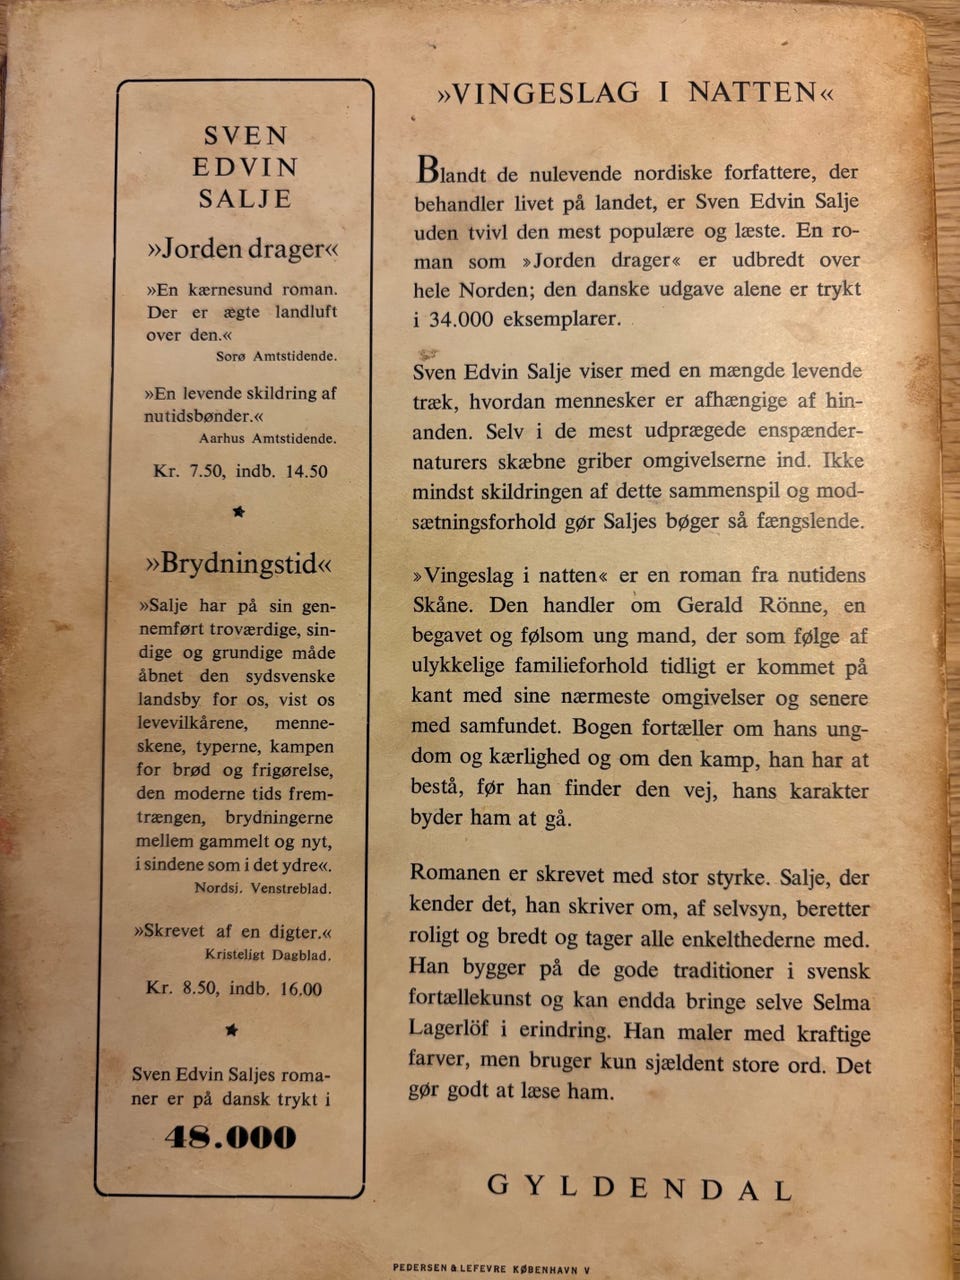 SVEN
EDVIN
SALJE
»Jorden drager«
»En kærnesund roman.
Der er ægte landluft
over den.«
Sorø Amtstidende.
»En levende skildring af
nutidsbønder.«
Aarhus Amtstidende.
Kr. 7.50, indb. 14.50
»Brydningstid«
»Salje har på sin gen-
nemført troværdige, sin-
dige og grundige måde
åbnet den sydsvenske
landsby for os, vist os
levevilkårene, menne-
skene, typerne, kampen
for brød og frigørelse,
den moderne tids frem-
trængen, brydningerne
mellem gammelt og nyt,
i sindene som i det ydre«.
Nordsj. Venstreblad.
»Skrevet af en digter.«
Kristeligt Dagblad.
Kr. 8.50, indb. 16.00
Sven Edvin Saljes roma-
ner er på dansk trykt i
48.000
»VINGESLAG I NATTEN«
Blandt de nulevende nordiske forfattere, der
behandler livet på landet, er Sven Edvin Salje
uden tvivl den mest populære og læste. En ro-
man som »Jorden drager« er udbredt over
hele Norden; den danske udgave alene er trykt
i 34.000 eksemplarer.
Sven Edvin Salje viser med en mængde levende
træk, hvordan mennesker er afhængige af hin-
anden. Selv i de mest udprægede enspænder-
naturers skæbne griber omgivelserne ind. Ikke
mindst skildringen af dette sammenspil og mod-
sætningsforhold gør Saljes bøger så fængslende.
»Vingeslag i natten« er en roman fra nutidens
Skåne. Den handler om Gerald Rönne, en
begavet og følsom ung mand, der som følge af
ulykkelige familieforhold tidligt er kommet på
kant med sine nærmeste omgivelser og senere
med samfundet. Bogen fortæller om hans ung-
dom og kærlighed og om den kamp, han har at
bestå, før han finder den vej, hans karakter
byder ham at gå.
Romanen er skrevet med stor styrke. Salje, der
kender det, han skriver om, af selvsyn, beretter
roligt og bredt og tager alle enkelthederne med.
Han bygger på de gode traditioner i svensk
fortællekunst og kan endda bringe selve Selma
Lagerlöf i erindring. Han maler med kraftige
farver, men bruger kun sjældent store ord. Det
gør godt at læse ham.
GYLDENDAL
PEDERSEN & LEFEVRE KØBENHAVN V